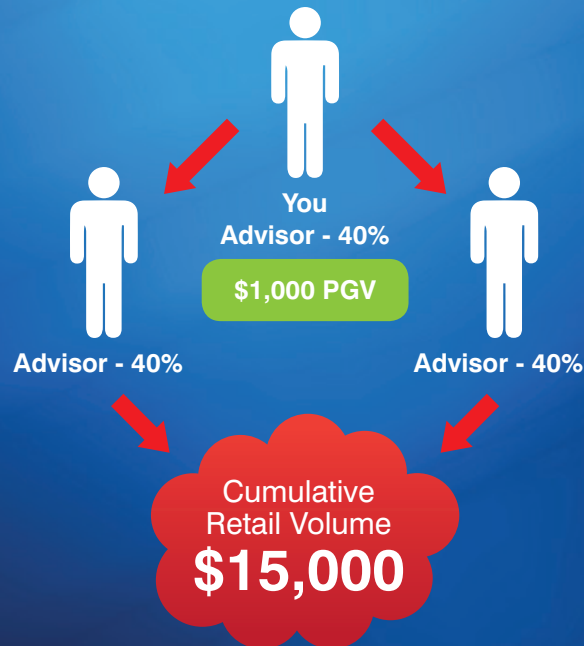 You
Advisor - 40%
$1,000 PGV
Advisor - 40%
Advisor - 40%
Cumulative
Retail Volume
$15,000